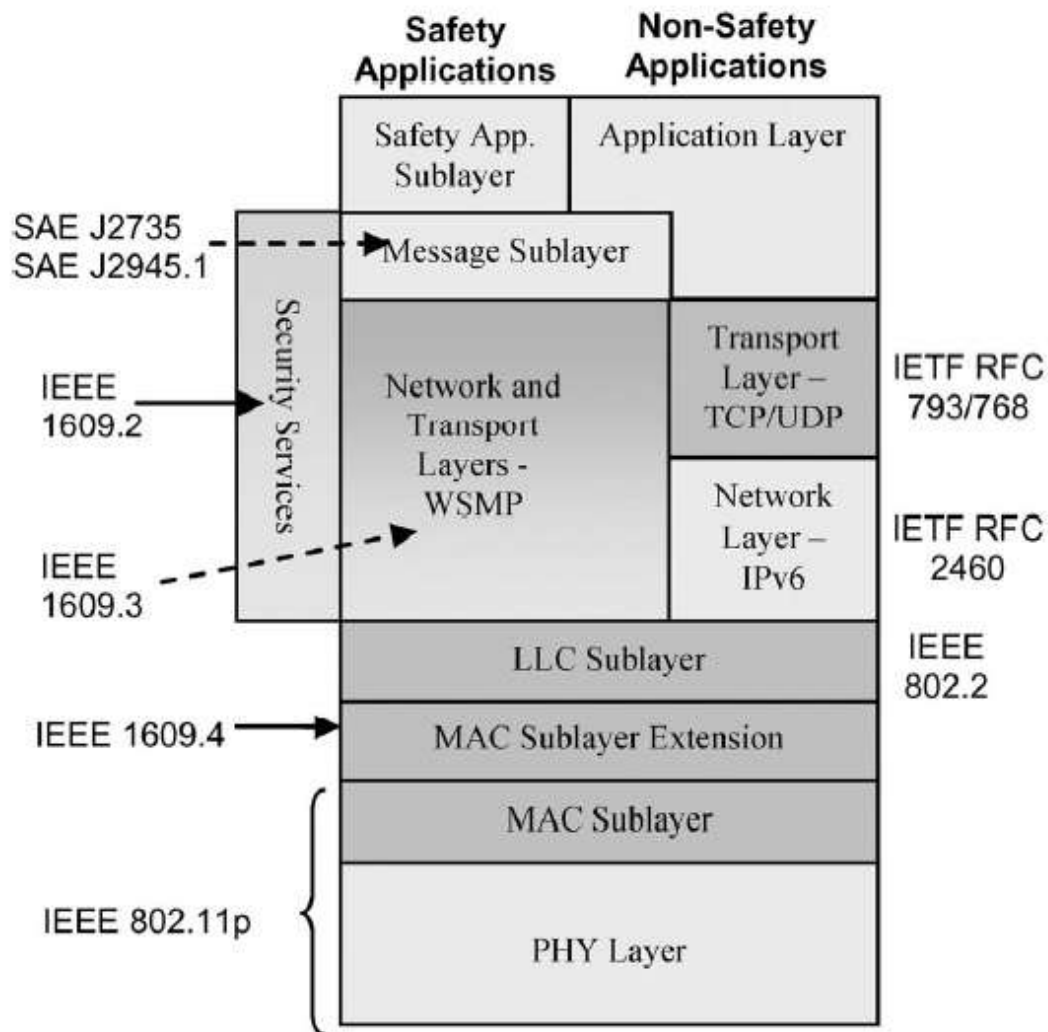 Safety
Applications
Non-Safety
Applications
Safety App.
Sublayer
Application Layer
SAE J2735
SAE J2945.1
Message Sublayer
Security Services
IEEE
1609.2
Network and
Transport
Layers -
WSMP
Transport
Layer –
TCP/UDP
IETF RFC
793/768
IEEE
1609.3
Network
Layer –
IPv6
IETF RFC
2460
LLC Sublayer
IEEE
802.2
IEEE 1609.4
MAC Sublayer Extension
MAC Sublayer
IEEE 802.11p
PHY Layer